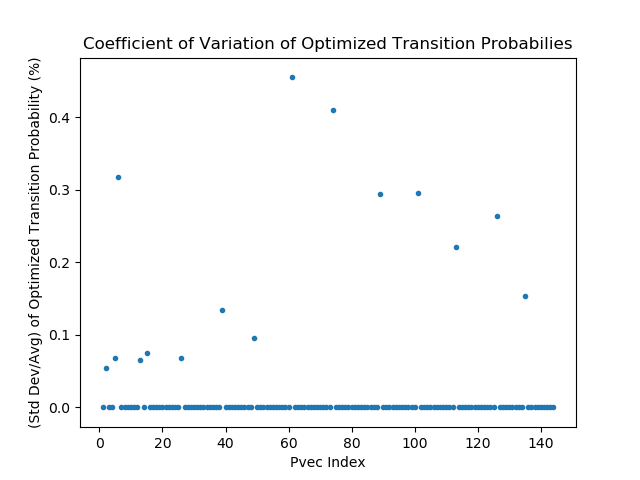 Coefficient of Variation of Optimized Transition Probabilies
(Std Dev/Avg) of Optimized Transition Probability (%)
0.4
0.3
0.2
0.1
0.0
0 20 40 60 80 100 120 140
Pvec Index